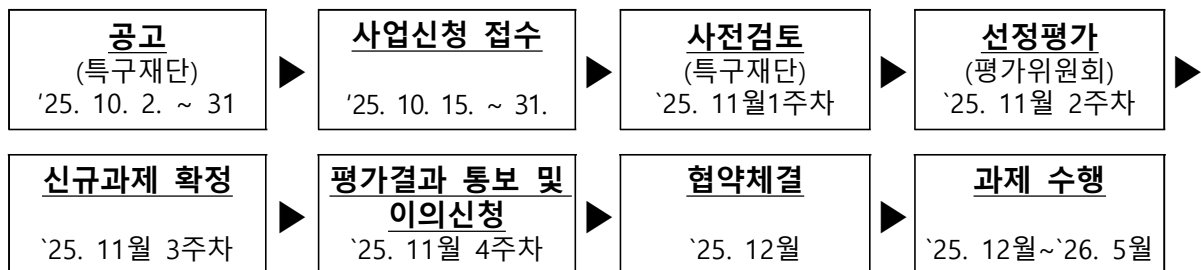 공고
(특구재단)
'25. 10. 2. ~ 31
▶
사업신청 접수
'25. 10. 15. ~ 31.
▶
사전검토
(특구재단)
`25. 11월1주차
▶
선정평가
(평가위원회)
`25. 11월 2주차
▶
신규과제 확정
`25. 11월 3주차
▶
평가결과 통보 및
이의신청
`25. 11월 4주차
▶
협약체결
`25. 12월
▶
과제 수행
`25. 12월~`26. 5월